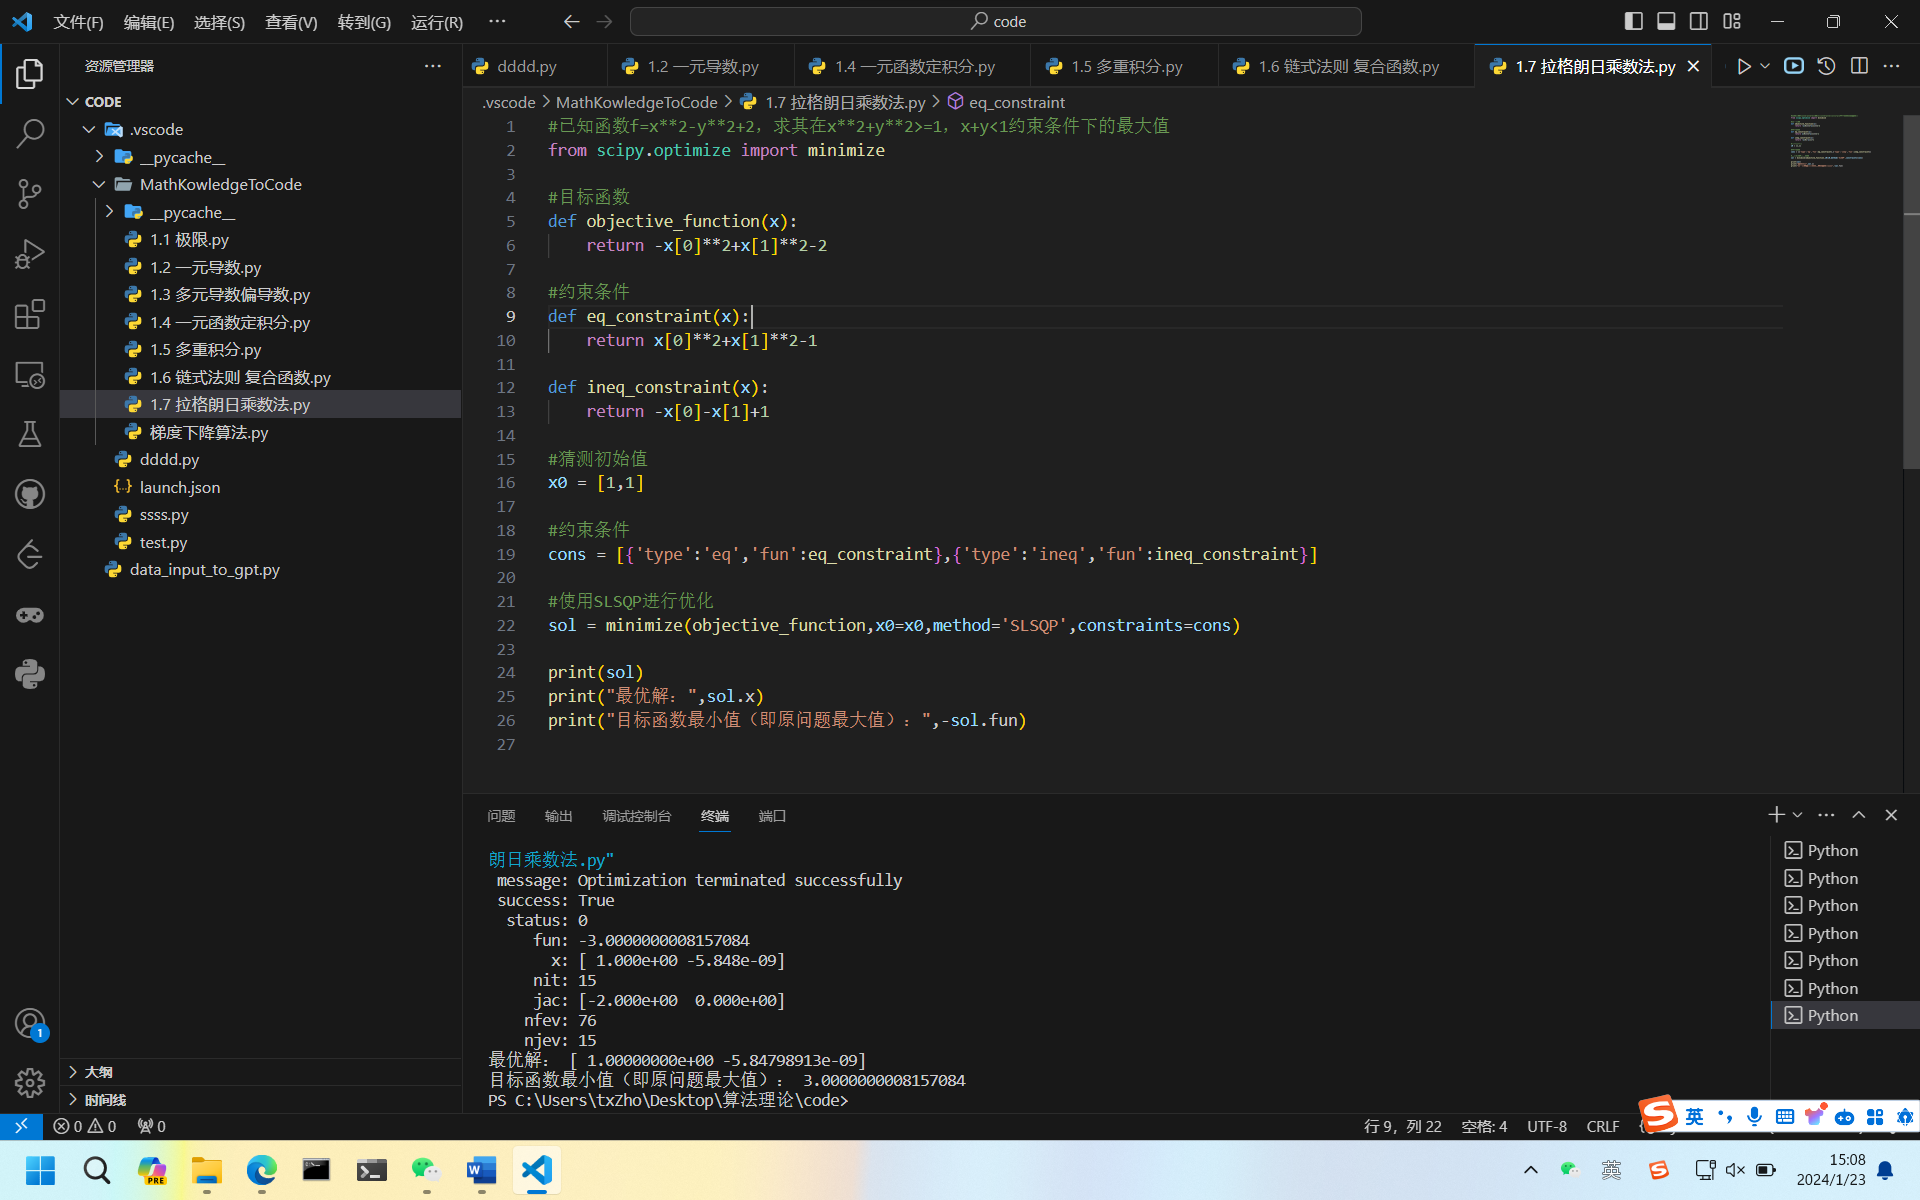 文件(F) 编辑(E) 选择(S) 查看(V) 转到(G) 运行(R) ··· code
资源管理器
CODE
.vscode
__pycache__
MathKowledgeToCode
__pycache__
1.1 极限.py
1.2 一元导数.py
1.3 多元导数偏导数.py
1.4 一元函数定积分.py
1.5 多重积分.py
1.6 链式法则 复合函数.py
1.7 拉格朗日乘数法.py
梯度下降算法.py
dddd.py
launch.json
ssss.py
test.py
data_input_to_gpt.py
大纲
时间线
dddd.py 1.2 一元导数.py 1.4 一元函数定积分.py 1.5 多重积分.py 1.6 链式法则 复合函数.py 1.7 拉格朗日乘数法.py
.vscode > MathKowledgeToCode > 1.7 拉格朗日乘数法.py > eq_constraint
1 #已知函数f=x**2-y**2+2，求其在x**2+y**2>=1，x+y<1约束条件下的最大值
2 from scipy.optimize import minimize
3
4 #目标函数
5 def objective_function(x):
6 return -x[0]**2+x[1]**2-2
7
8 #约束条件
9 def eq_constraint(x):
10 return x[0]**2+x[1]**2-1
11
12 def ineq_constraint(x):
13 return -x[0]-x[1]+1
14
15 #猜测初始值
16 x0 = [1,1]
17
18 #约束条件
19 cons = [{'type':'eq','fun':eq_constraint},{'type':'ineq','fun':ineq_constraint}]
20
21 #使用SLSQP进行优化
22 sol = minimize(objective_function,x0=x0,method='SLSQP',constraints=cons)
23
24 print(sol)
25 print("最优解：",sol.x)
26 print("目标函数最小值（即原问题最大值）：",-sol.fun)
27
问题 输出 调试控制台 终端 端口
朗日乘数法.py"
message: Optimization terminated successfully
success: True
status: 0
fun: -3.0000000008157084
x: [ 1.000e+00 -5.848e-09]
nit: 15
jac: [-2.000e+00  0.000e+00]
nfev: 76
njev: 15
最优解： [ 1.00000000e+00 -5.84798913e-09]
目标函数最小值（即原问题最大值）： 3.0000000008157084
PS C:\Users\txZho\Desktop\算法理论\code>
Python
Python
Python
Python
Python
Python
Python
1
0 0 0 行 9，列 22 空格: 4 UTF-8 CRLF
英
PRE
英
15:08
2024/1/23